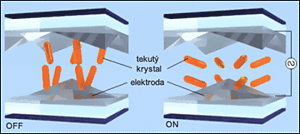 tekutý
krystal
elektroda
OFF
ON